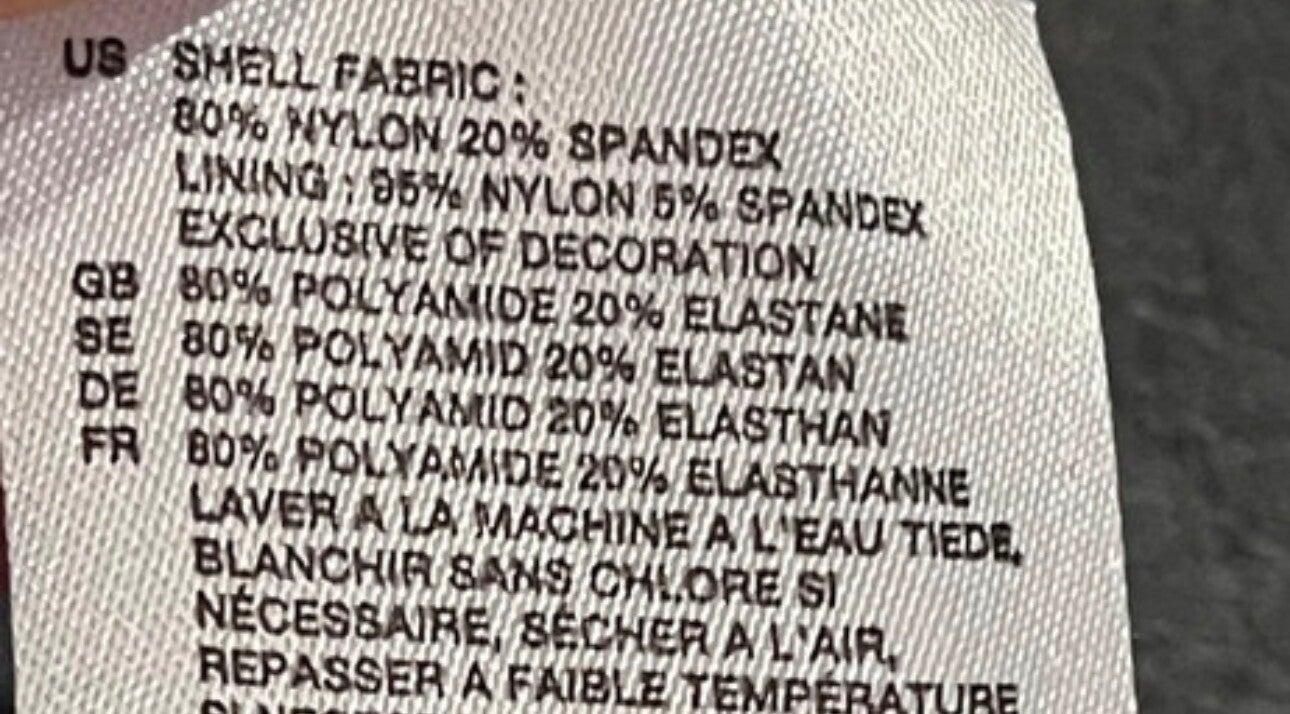 US SHELL FABRIC :
80% NYLON 20% SPANDEX
LINING : 95% NYLON 5% SPANDEX
EXCLUSIVE OF DECORATION
GB 80% POLYAMIDE 20% ELASTANE
SE 80% POLYAMID 20% ELASTAN
DE 80% POLYAMID 20% ELASTHAN
FR 80% POLYAMIDE 20% ELASTHANNE
LAVER A LA MACHINE A L'EAU TIEDE,
BLANCHIR SANS CHLORE SI
NÉCESSAIRE, SÉCHER A L'AIR,
REPASSER A FAIBLE TEMPÉRATURE